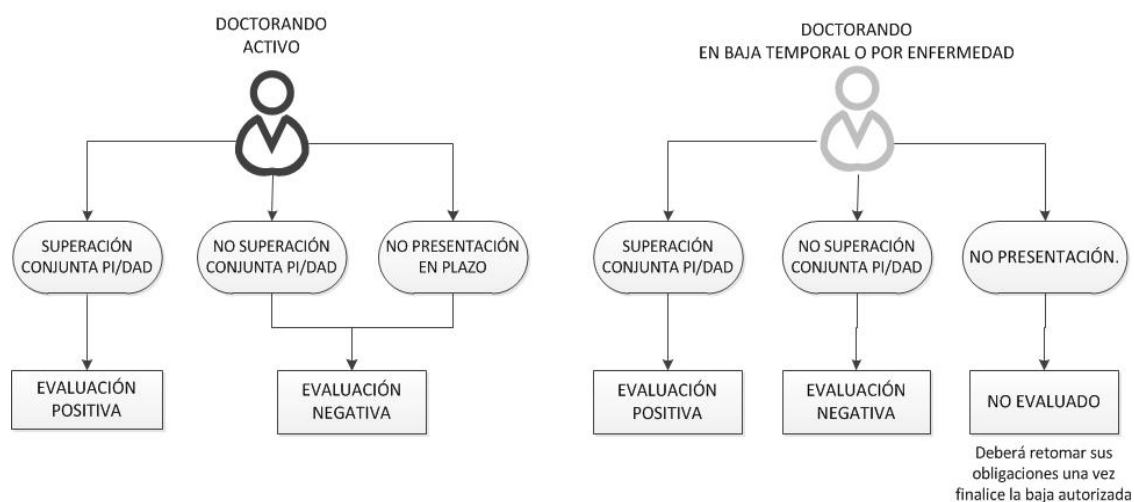 DOCTORANDO
ACTIVO
SUPERACIÓN
CONJUNTA PI/DAD
NO SUPERACIÓN
CONJUNTA PI/DAD
NO PRESENTACIÓN
EN PLAZO
EVALUACIÓN
POSITIVA
EVALUACIÓN
NEGATIVA
DOCTORANDO
EN BAJA TEMPORAL O POR ENFERMEDAD
SUPERACIÓN
CONJUNTA PI/DAD
NO SUPERACIÓN
CONJUNTA PI/DAD
NO PRESENTACIÓN.
EVALUACIÓN
POSITIVA
EVALUACIÓN
NEGATIVA
NO EVALUADO
Deberá retomar sus
obligaciones una vez
finalice la baja autorizada